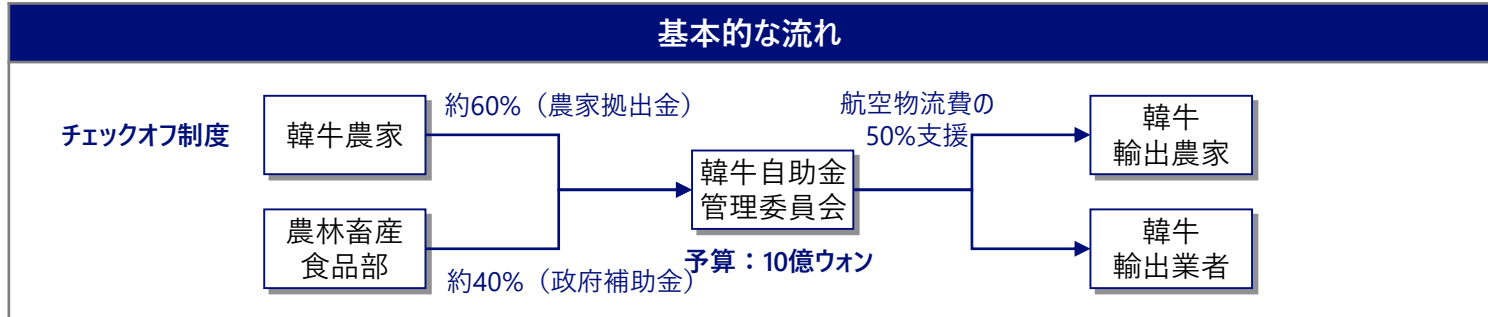 基本的な流れ
チェックオフ制度
韓牛農家
約60%（農家拠出金）
農林畜産
食品部
約40%（政府補助金）
韓牛自助金
管理委員会
予算：10億ウォン
航空物流費の
50%支援
韓牛
輸出農家
韓牛
輸出業者